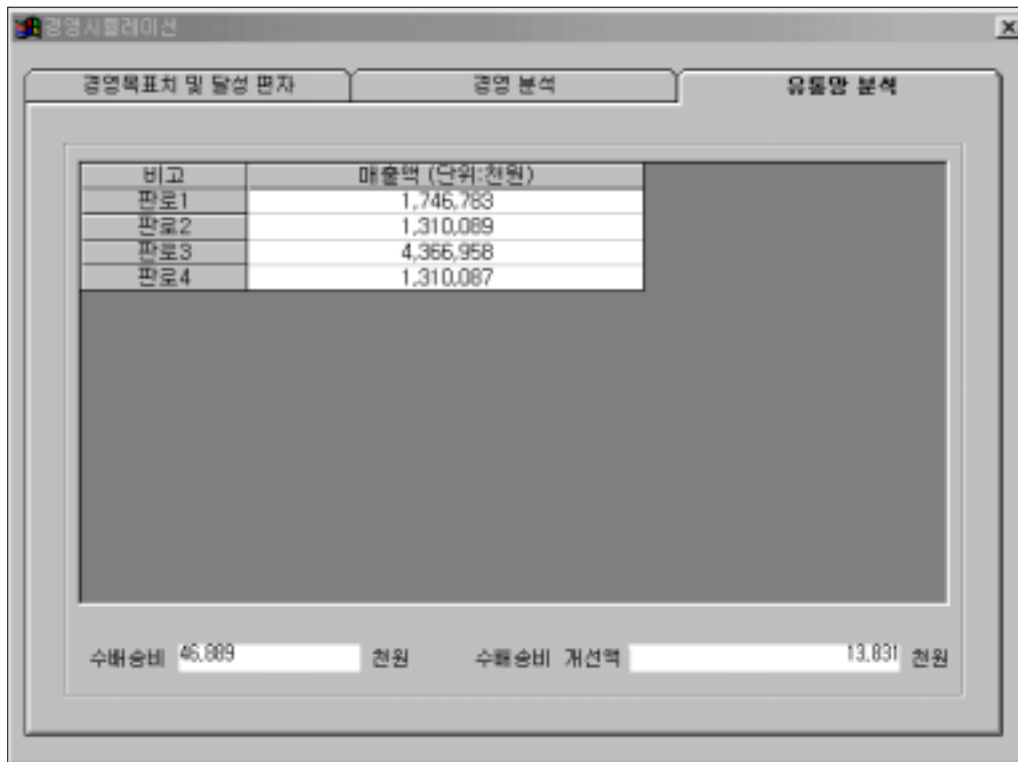 경영시뮬레이션
경영목표치 및 달성 편차 경영 분석 유통망 분석
비고 매출액 (단위:천원)
판로1 1,746,783
판로2 1,310,089
판로3 4,366,958
판로4 1,310,087
수배송비 46,889 천원 수배송비 개선액 13,831 천원